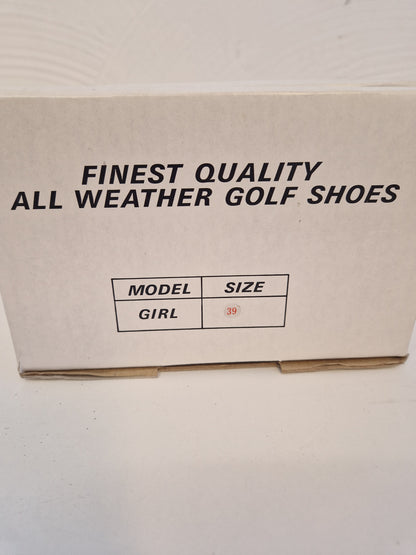 FINEST QUALITY
ALL WEATHER GOLF SHOES
MODEL SIZE
GIRL 39